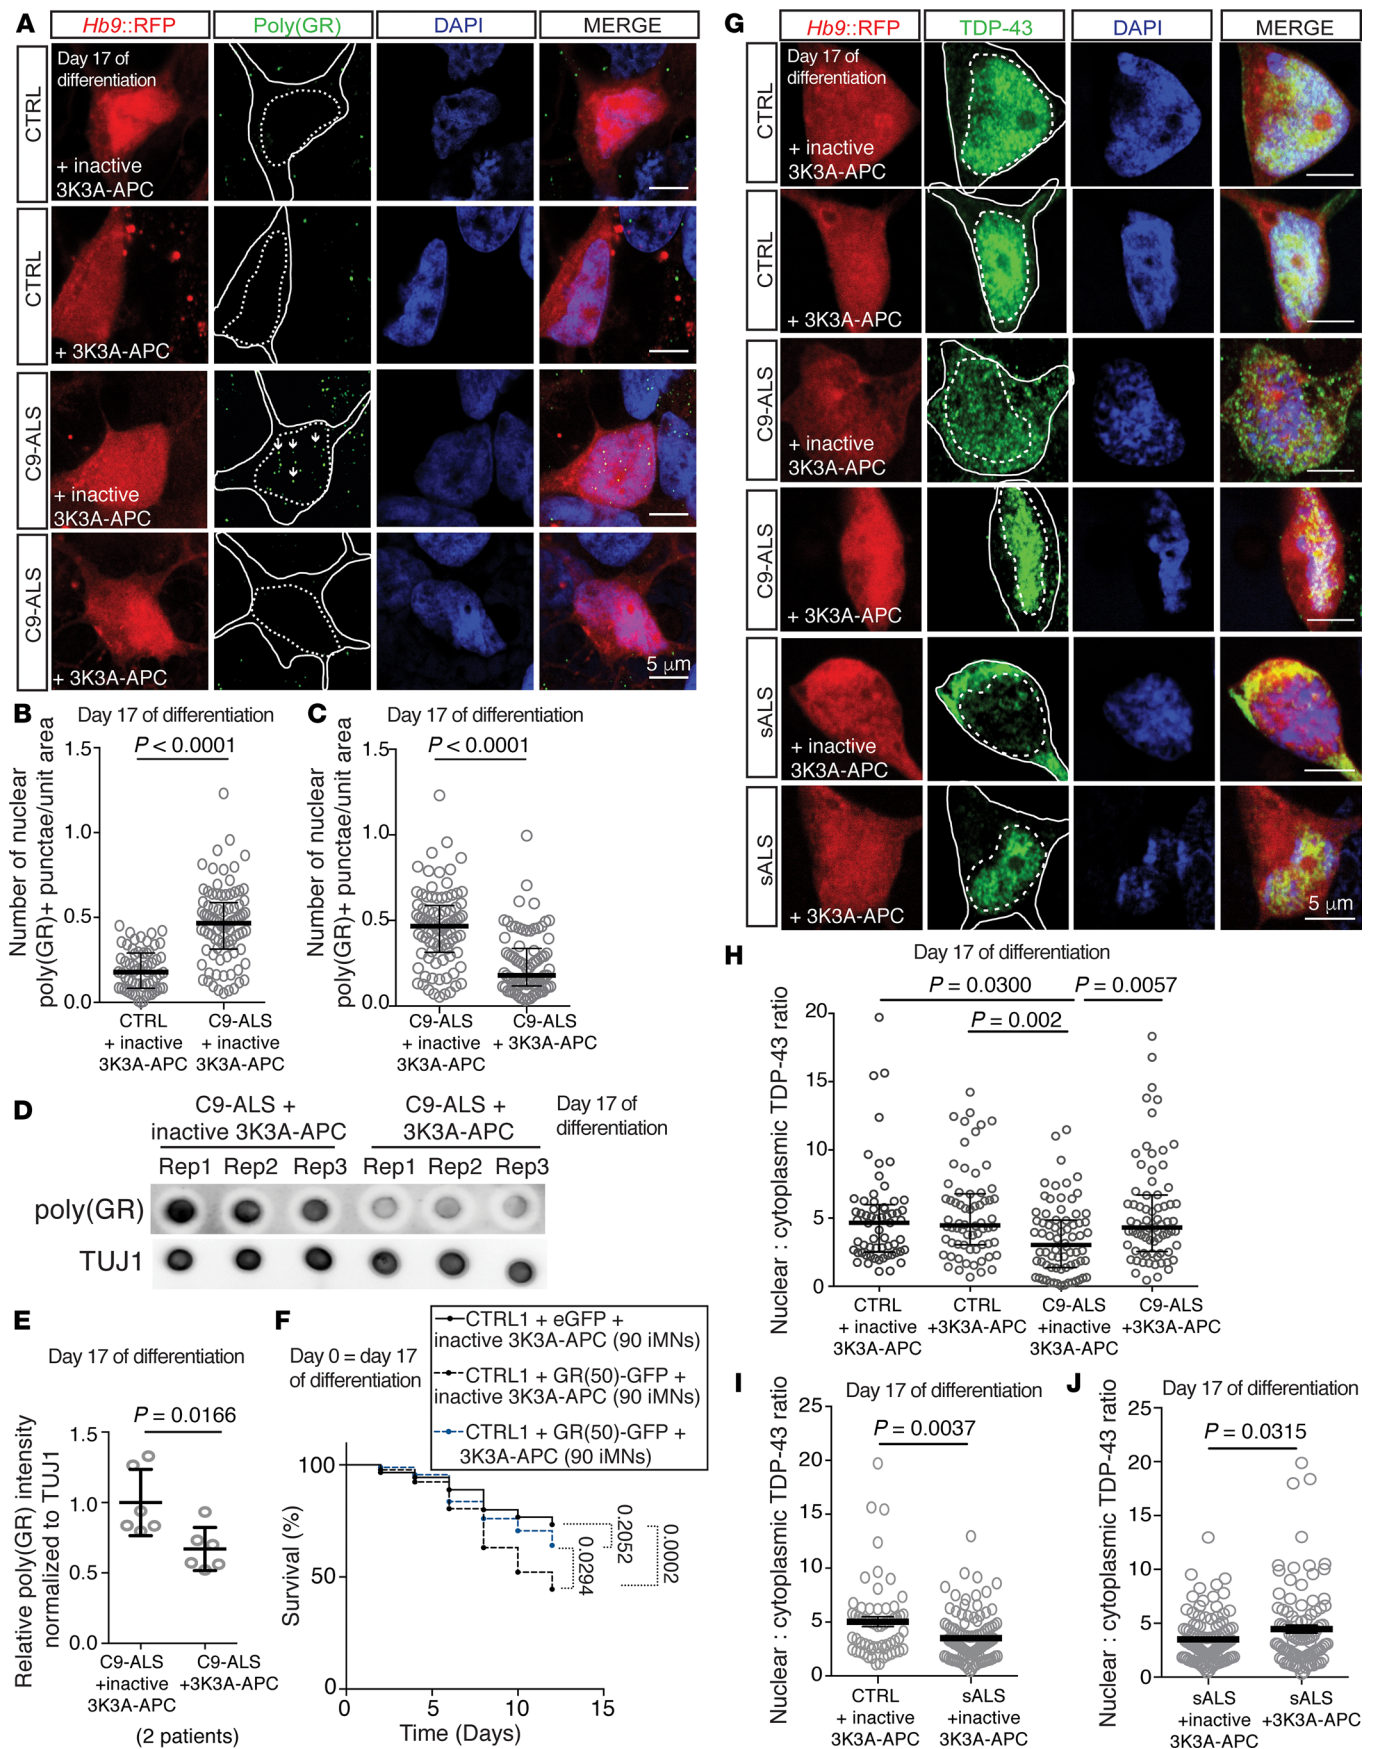 A
Hb9::RFP
Poly(GR)
DAPI
MERGE
CTRL
Day 17 of
differentiation
+ inactive
3K3A-APC
CTRL
+ 3K3A-APC
C9-ALS
+ inactive
3K3A-APC
C9-ALS
+ 3K3A-APC
5 μm
B
Day 17 of differentiation
Number of nuclear
poly(GR)+ punctae/unit area
P < 0.0001
1.5
1.0
0.5
0.0
CTRL
+ inactive
3K3A-APC
C9-ALS
+ inactive
3K3A-APC
C
Day 17 of differentiation
Number of nuclear
poly(GR)+ punctae/unit area
P < 0.0001
1.5
1.0
0.5
0.0
C9-ALS
+ inactive
3K3A-APC
C9-ALS
+ 3K3A-APC
D
C9-ALS +
inactive 3K3A-APC
C9-ALS +
3K3A-APC
Day 17 of
differentiation
Rep1 Rep2 Rep3 Rep1 Rep2 Rep3
poly(GR)
TUJ1
E
Day 17 of differentiation
Relative poly(GR) intensity
normalized to TUJ1
P = 0.0166
1.5
1.0
0.5
0.0
C9-ALS
+inactive
3K3A-APC
C9-ALS
+3K3A-APC
(2 patients)
F
Day 0 = day 17
of differentiation
CTRL1 + eGFP +
inactive 3K3A-APC (90 iMNs)
CTRL1 + GR(50)-GFP +
inactive 3K3A-APC (90 iMNs)
CTRL1 + GR(50)-GFP +
3K3A-APC (90 iMNs)
Survival (%)
100
50
0
0 5 10 15
Time (Days)
0.0294
0.2052
0.0002
G
Hb9::RFP
TDP-43
DAPI
MERGE
CTRL
Day 17 of
differentiation
+ inactive
3K3A-APC
CTRL
+ 3K3A-APC
C9-ALS
+ inactive
3K3A-APC
C9-ALS
+ 3K3A-APC
sALS
+ inactive
3K3A-APC
sALS
+ 3K3A-APC
5 μm
H
Day 17 of differentiation
Nuclear : cytoplasmic TDP-43 ratio
P = 0.0300
P = 0.0057
P = 0.002
20
15
10
5
0
CTRL
+ inactive
3K3A-APC
CTRL
+3K3A-APC
C9-ALS
+inactive
3K3A-APC
C9-ALS
+3K3A-APC
I
Day 17 of differentiation
Nuclear : cytoplasmic TDP-43 ratio
P = 0.0037
25
20
15
10
5
0
CTRL
+ inactive
3K3A-APC
sALS
+inactive
3K3A-APC
J
Day 17 of differentiation
Nuclear : cytoplasmic TDP-43 ratio
P = 0.0315
25
20
15
10
5
0
sALS
+inactive
3K3A-APC
sALS
+3K3A-APC